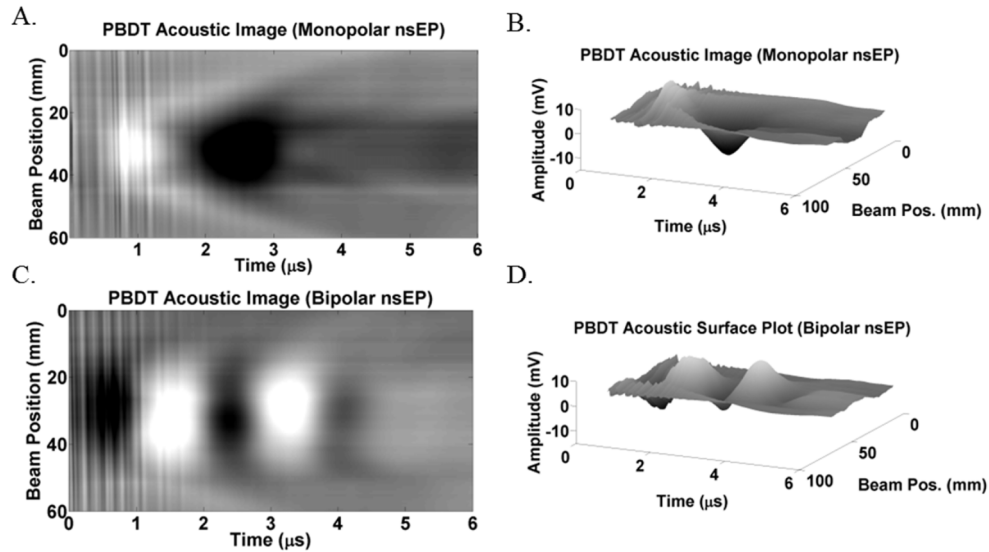 A.
PBDT Acoustic Image (Monopolar nsEP)
0
20
40
60
Beam Position (mm)
1
2
3
4
5
6
Time (μs)
B.
PBDT Acoustic Image (Monopolar nsEP)
10
0
-10
Amplitude (mV)
0
2
4
6
Time (μs)
100
50
0
Beam Pos. (mm)
C.
PBDT Acoustic Image (Bipolar nsEP)
0
20
40
60
Beam Position (mm)
0
1
2
3
4
5
6
Time (μs)
D.
PBDT Acoustic Surface Plot (Bipolar nsEP)
10
0
-10
Amplitude (mV)
0
2
4
6
Time (μs)
100
50
0
Beam Pos. (mm)